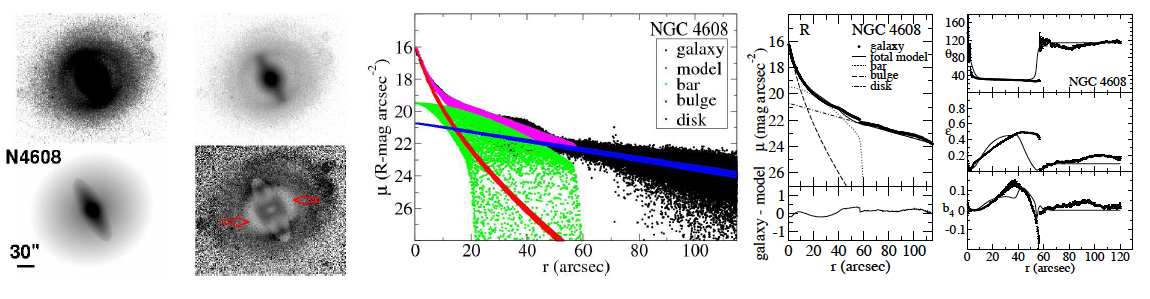 N4608
30"
NGC 4608
galaxy
model
bar
bulge
disk
μ (R-mag arcsec⁻²)
16
18
20
22
24
26
0 20 40 60 80 100
r (arcsec)
R NGC 4608
galaxy
total model
bar
bulge
disk
μ (mag arcsec⁻²)
16
19
20
22
24
26
galaxy - model
1
0
-1
0 20 40 60 80 100
r (arcsec)
160
120
θ
80
40
NGC 4608
0.8
0.6
ε
0.2
0.1
b₄
0
-0.1
0 20 40 60 80 100 120 140
r (arcsec)